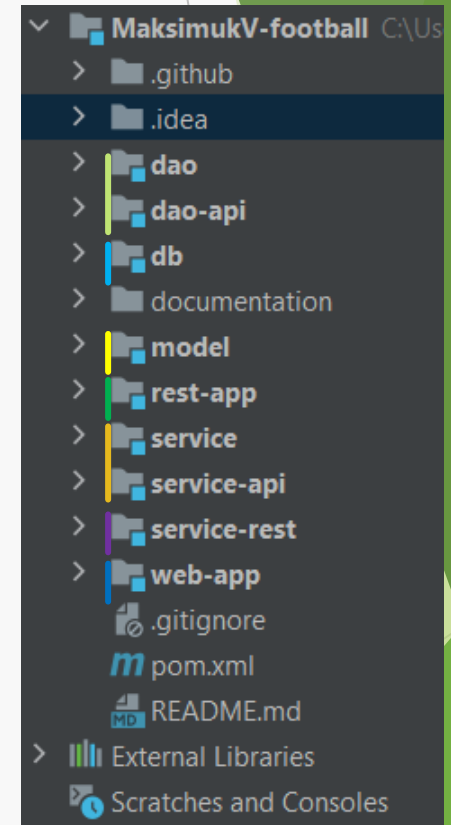 MaksimukV-football C:\Us
.github
.idea
dao
dao-api
db
documentation
model
rest-app
service
service-api
service-rest
web-app
.gitignore
m pom.xml
MD README.md
External Libraries
Scratches and Consoles